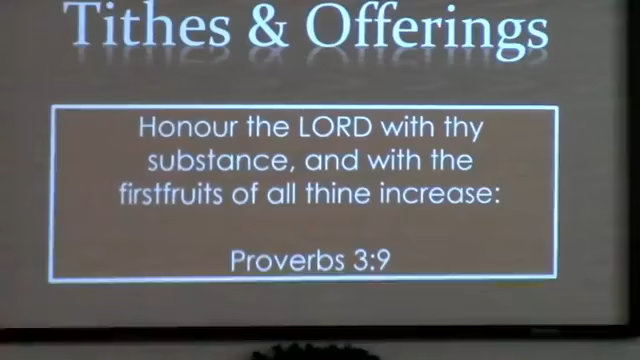 Tithes & Offerings
Honour the LORD with thy
substance, and with the
firstfruits of all thine increase:
Proverbs 3:9